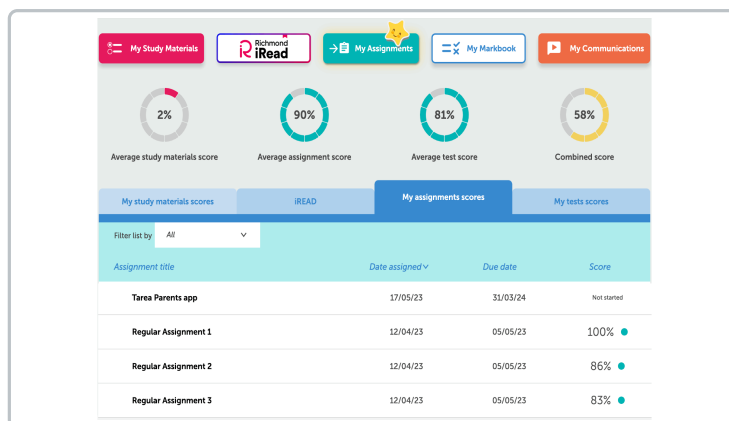 My Study Materials
Richmond
iRead
My Assignments
My Markbook
My Communications
2%
90%
81%
58%
Average study materials score
Average assignment score
Average test score
Combined score
My study materials scores
iREAD
My assignments scores
My tests scores
Filter list by All
Assignment title Date assigned Due date Score
Tarea Parents app 17/05/23 31/03/24 Not started
Regular Assignment 1 12/04/23 05/05/23 100%
Regular Assignment 2 12/04/23 05/05/23 86%
Regular Assignment 3 12/04/23 05/05/23 83%